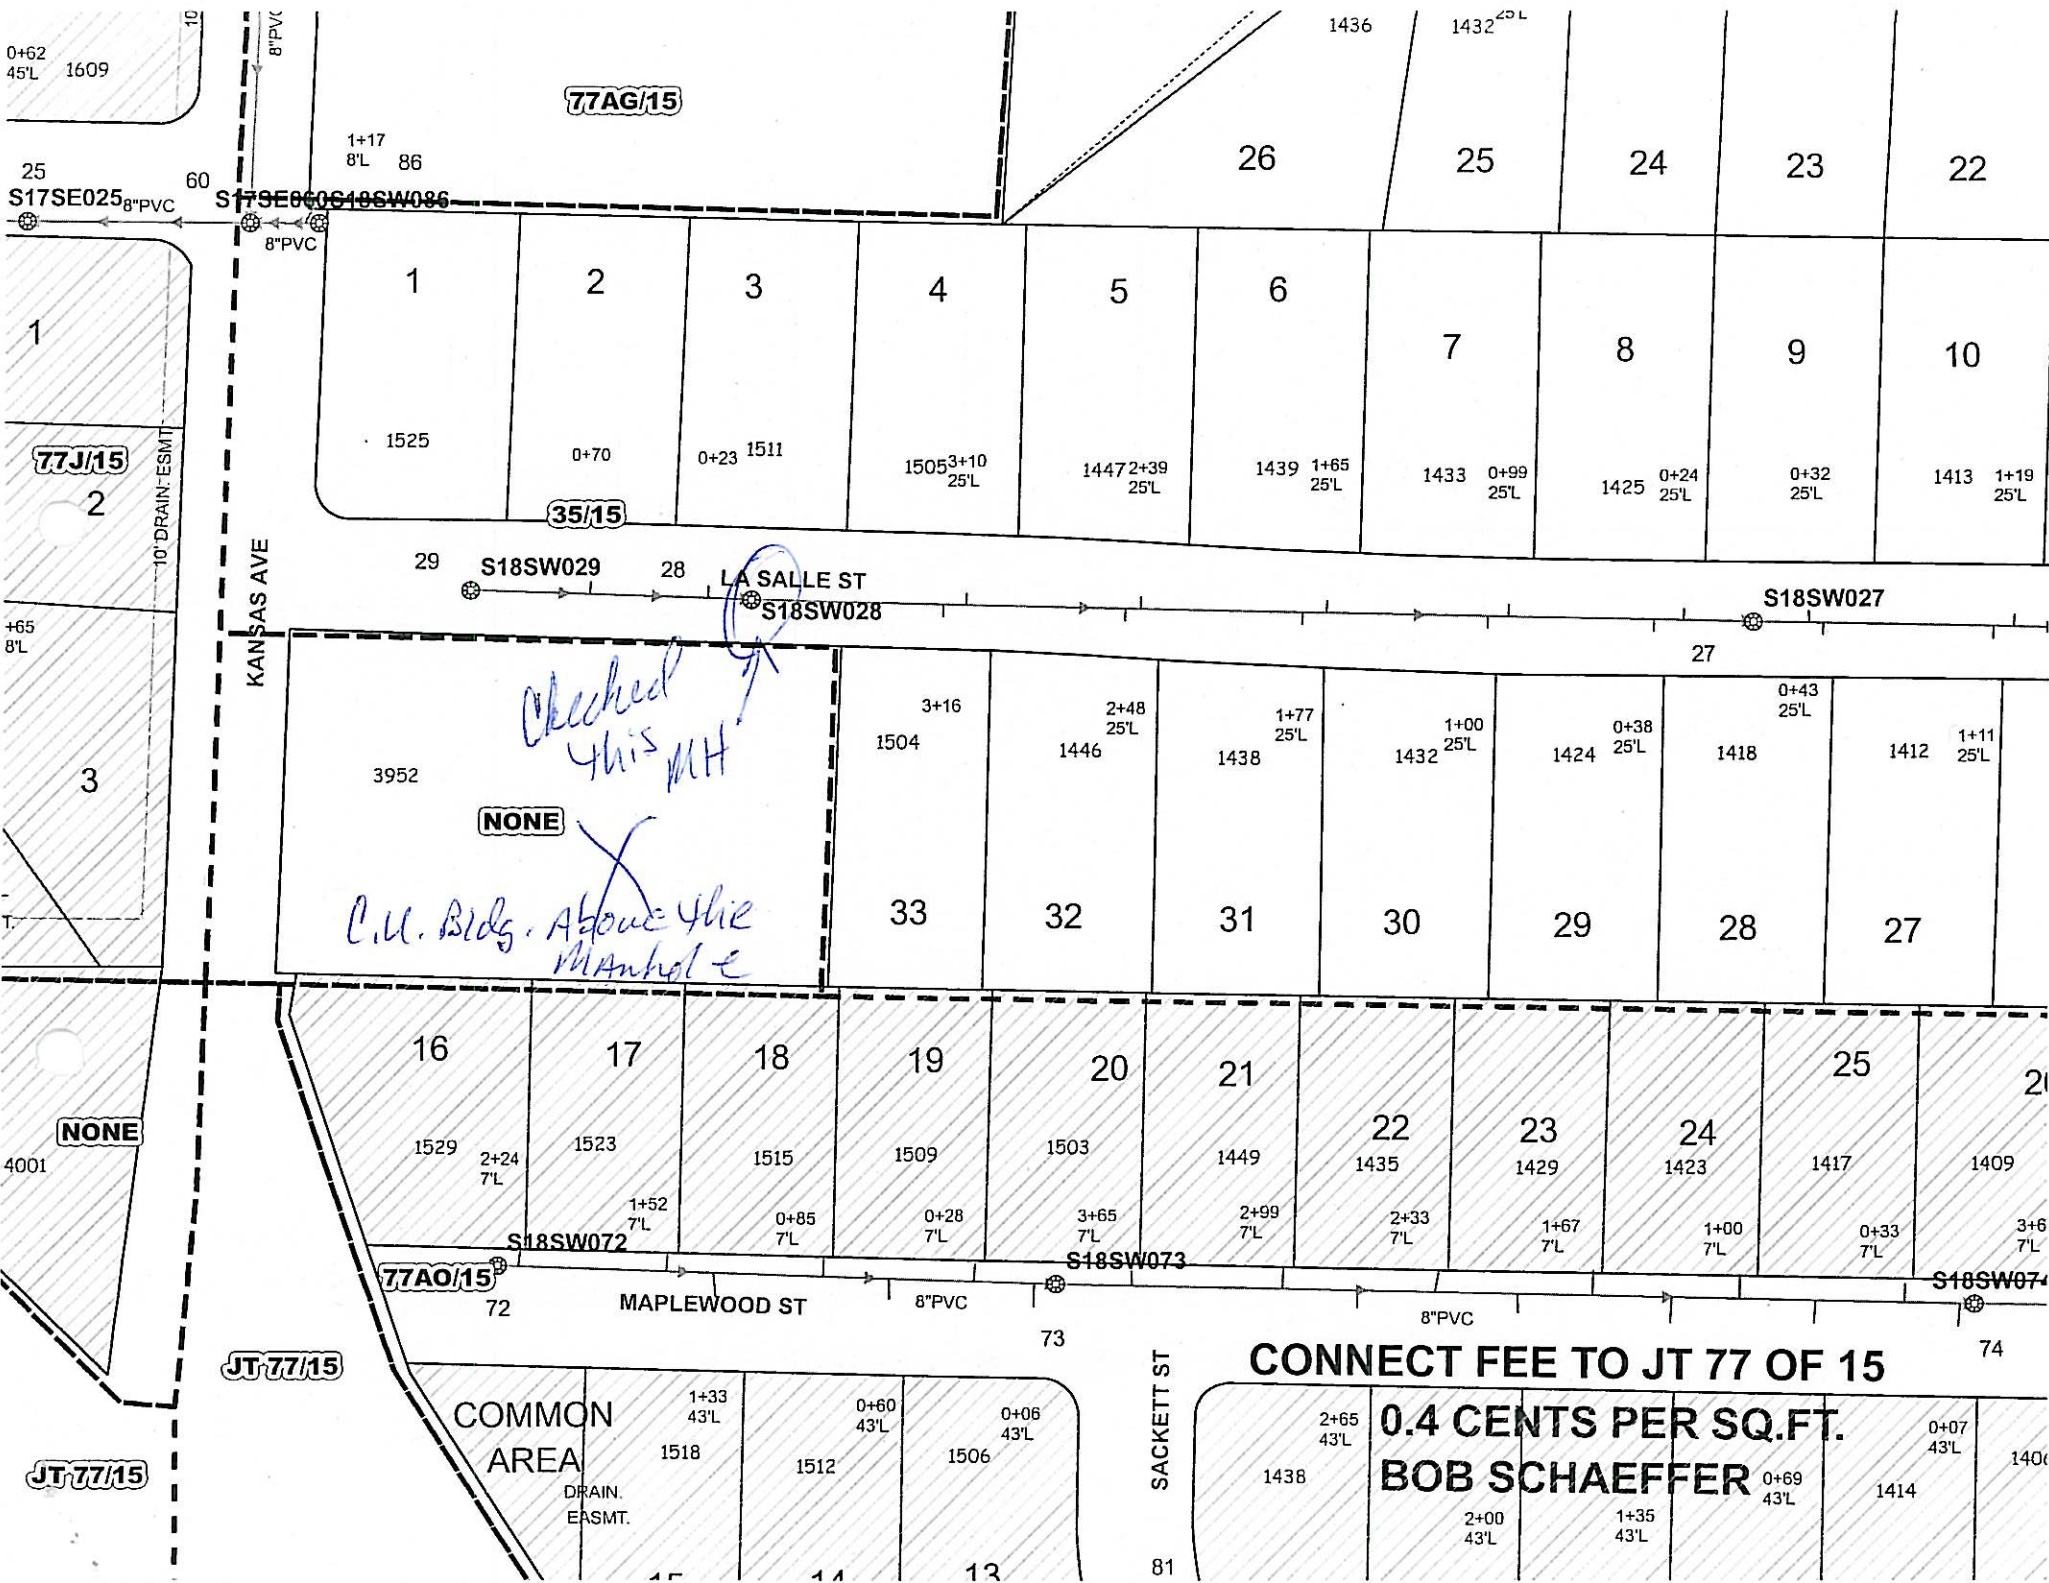 10
8"PVC
0+62
45'L 1609
77AG/15
1436
1432 25'L
1+17
8'L 86
26
25
24
23
22
25
60
S17SE025 8"PVC
S17SE060 S18SW086
8"PVC
1
1
2
3
4
5
6
7
8
9
10
1525
0+70
0+23 1511
1505 3+10
25'L
1447 2+39
25'L
1439 1+65
25'L
1433 0+99
25'L
1425 0+24
25'L
0+32
25'L
1413 1+19
25'L
77J/15
2
10' DRAIN. ESMT
35/15
KANSAS AVE
29
S18SW029
28
LA SALLE ST
S18SW028
S18SW027
27
+65
8'L
3
Checked
this MH
3952
NONE
C.U. Bldg. Above the
Manhole
3+16
1504
2+48
25'L
1446
1+77
25'L
1438
1+00
25'L
1432
0+38
25'L
1424
0+43
25'L
1418
1+11
25'L
1412
33
32
31
30
29
28
27
T.
16
17
18
19
20
21
22
23
24
25
NONE
4001
1529
2+24
7'L
1523
1+52
7'L
1515
0+85
7'L
1509
0+28
7'L
1503
3+65
7'L
1449
2+99
7'L
1435
2+33
7'L
1429
1+67
7'L
1423
1+00
7'L
1417
0+33
7'L
1409
3+6
7'L
S18SW072
S18SW073
S18SW074
77AO/15
72
MAPLEWOOD ST
8"PVC
73
8"PVC
74
JT 77/15
JT 77/15
SACKETT ST
81
CONNECT FEE TO JT 77 OF 15
0.4 CENTS PER SQ.FT.
BOB SCHAEFFER
COMMON
AREA
DRAIN.
EASMT.
1+33
43'L
1518
0+60
43'L
1512
0+06
43'L
1506
2+65
43'L
1438
2+00
43'L
1+35
43'L
0+69
43'L
0+07
43'L
1414
1406
15
14
13